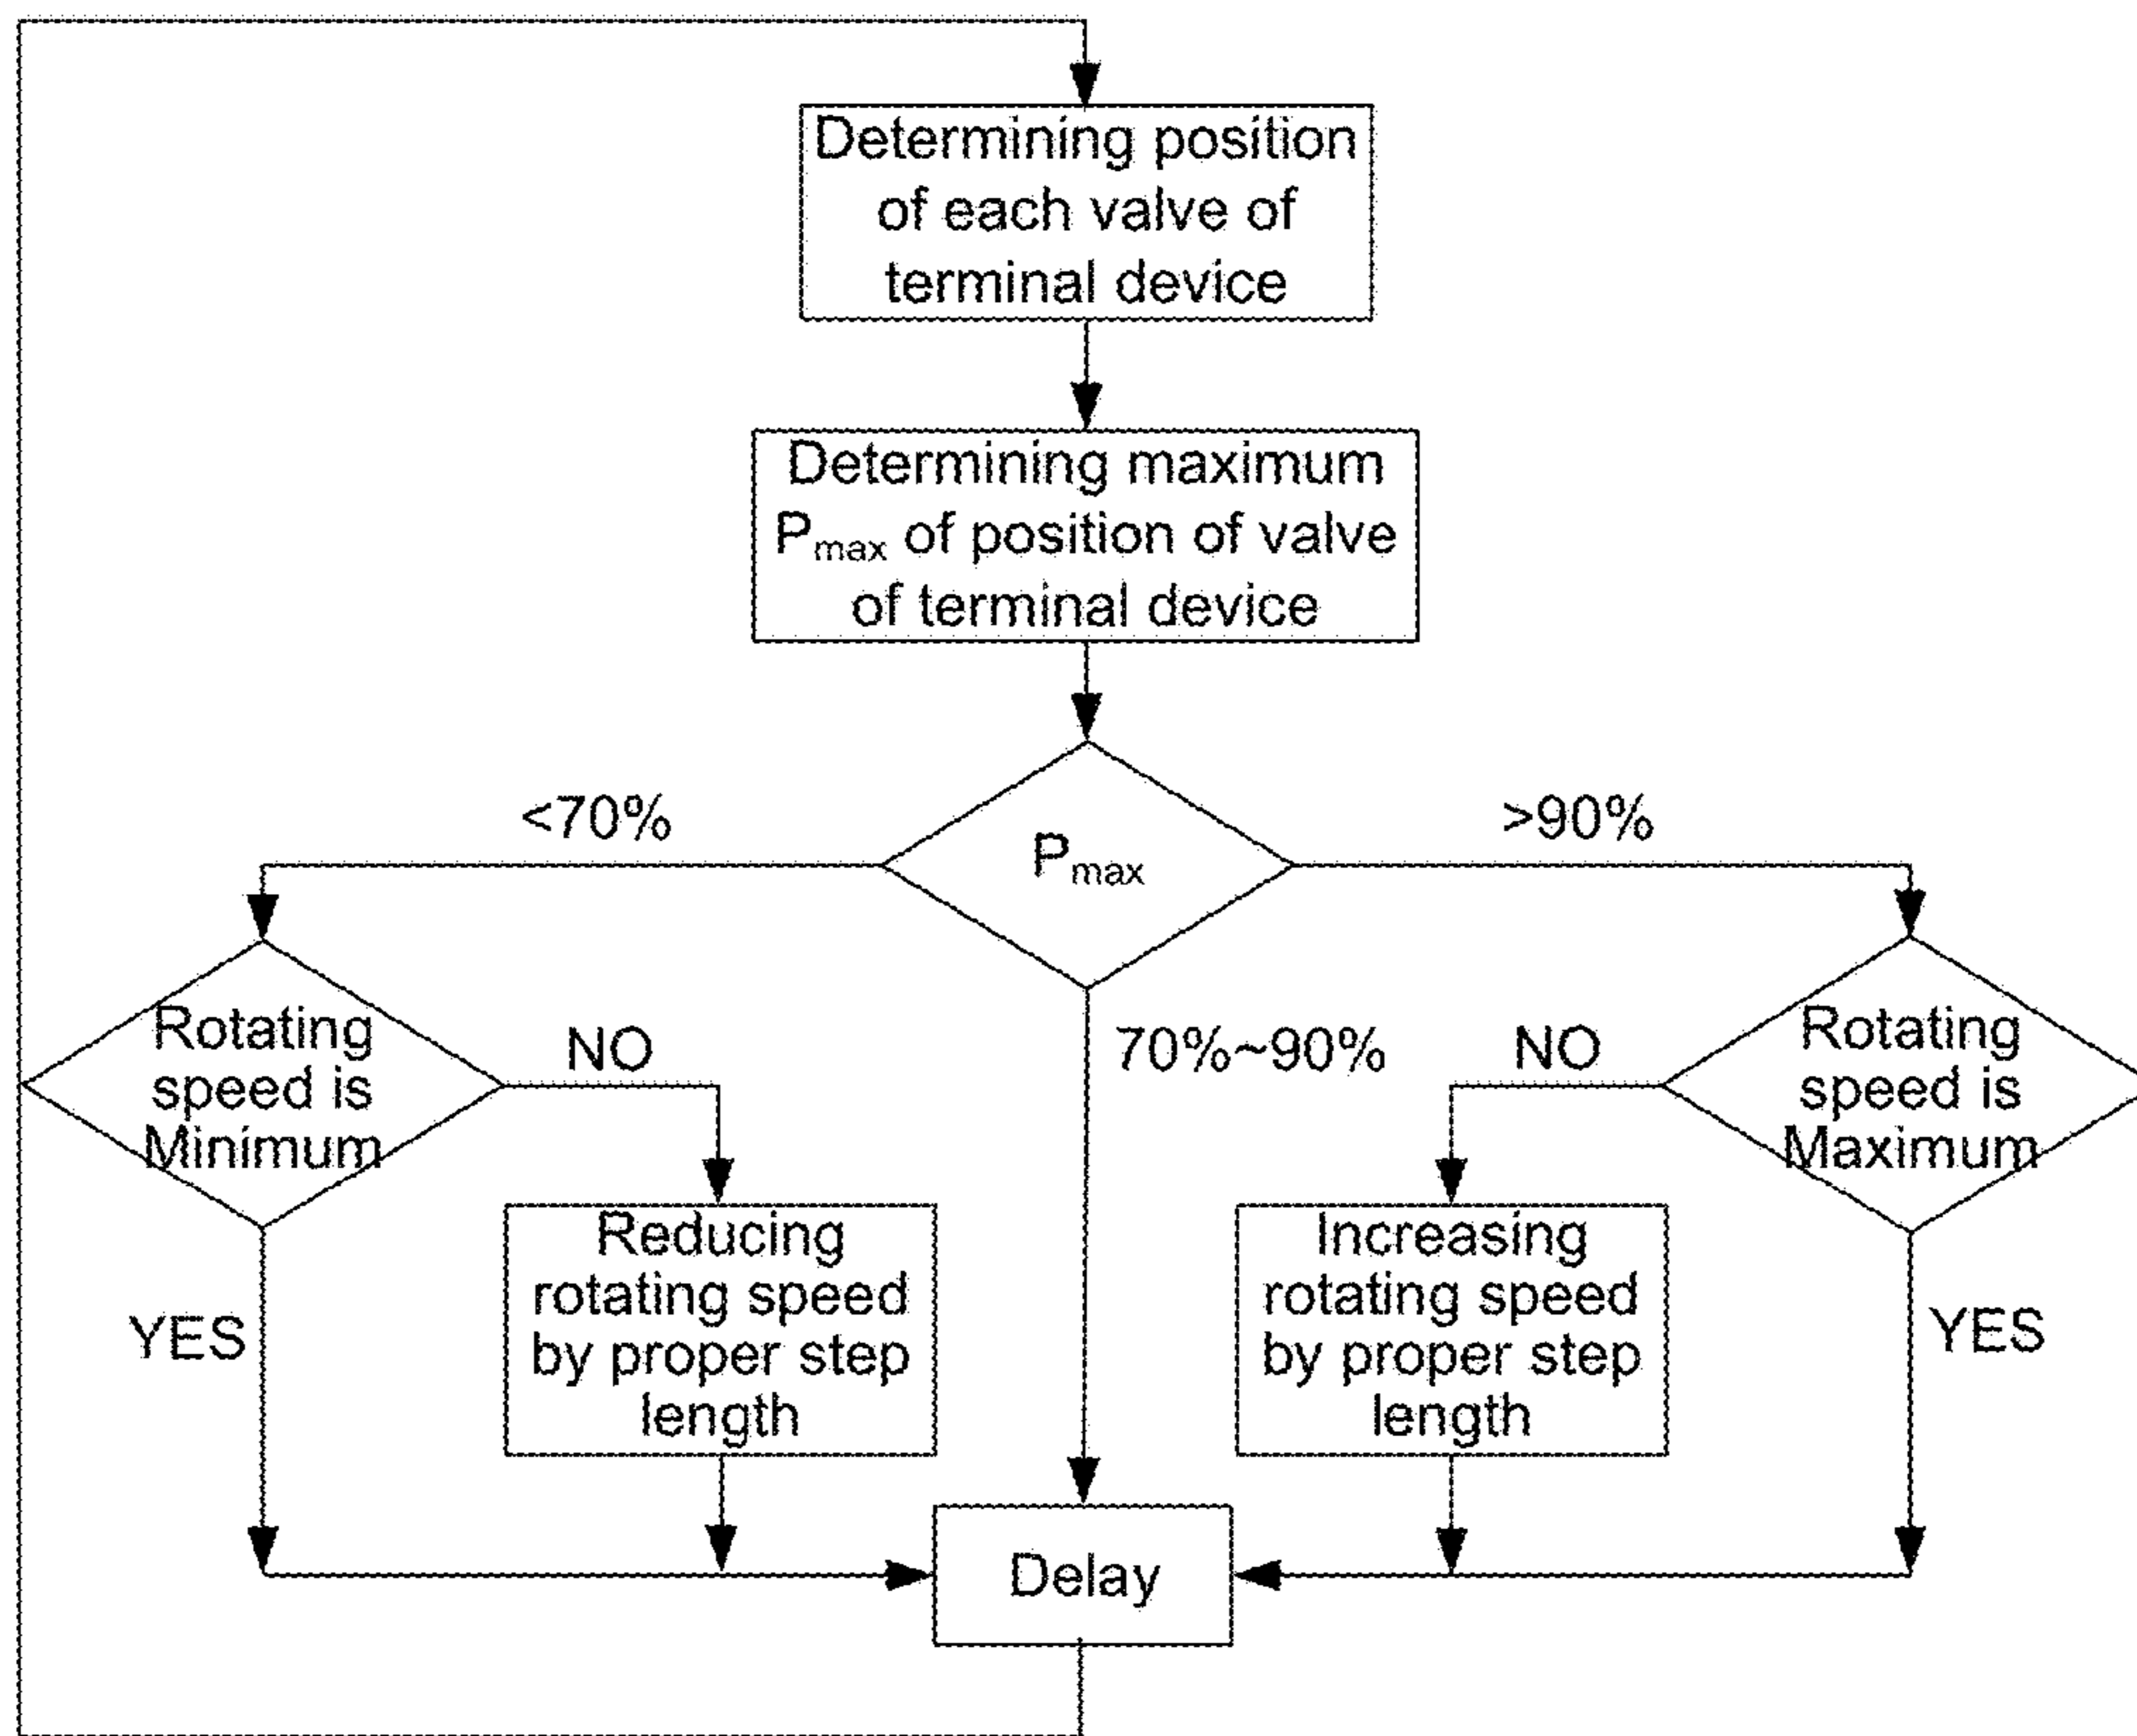 Determining position
of each valve of
terminal device
Determining maximum
Pmax of position of valve
of terminal device
<70%
Pmax
>90%
Rotating
speed is
Minimum
NO
70%~90%
NO
Rotating
speed is
Maximum
YES
Reducing
rotating speed
by proper step
length
Increasing
rotating speed
by proper step
length
YES
Delay